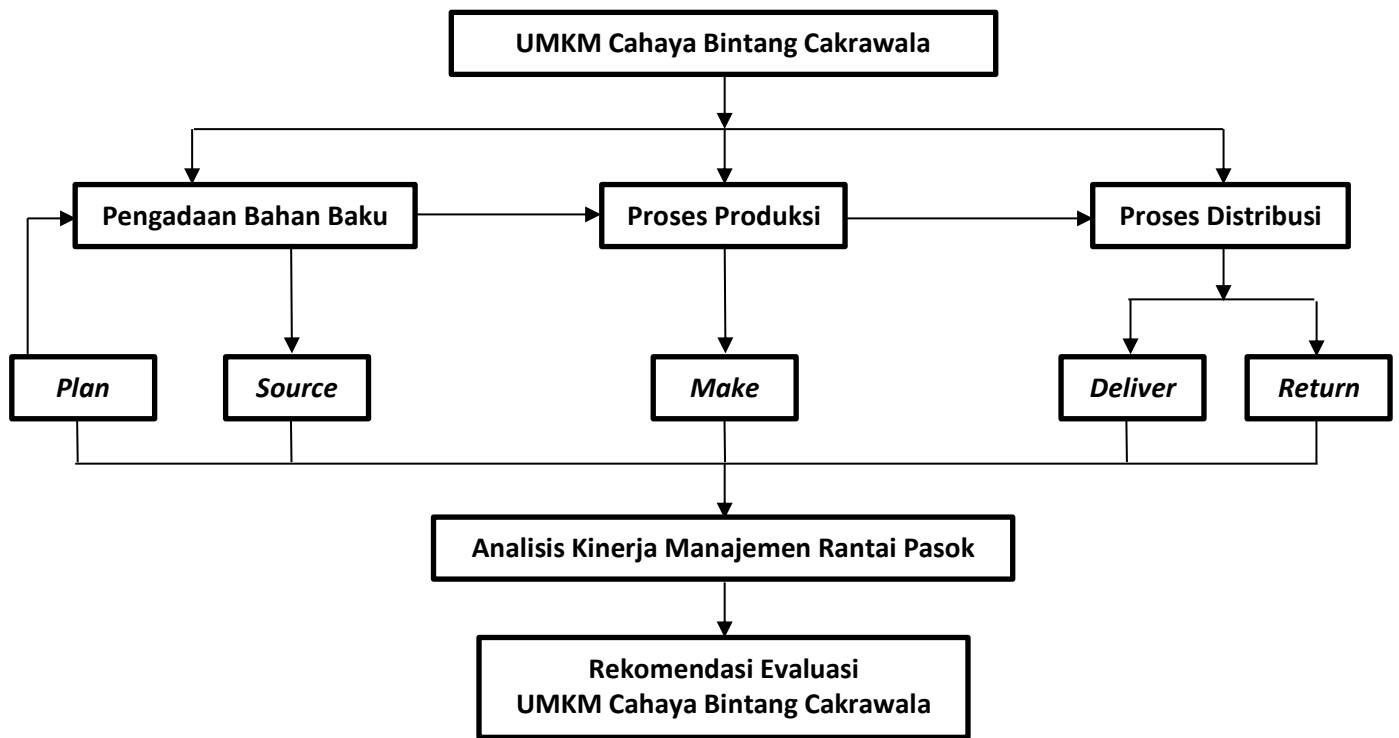 UMKM Cahaya Bintang Cakrawala
Pengadaan Bahan Baku
Proses Produksi
Proses Distribusi
Plan
Source
Make
Deliver
Return
Analisis Kinerja Manajemen Rantai Pasok
Rekomendasi Evaluasi
UMKM Cahaya Bintang Cakrawala